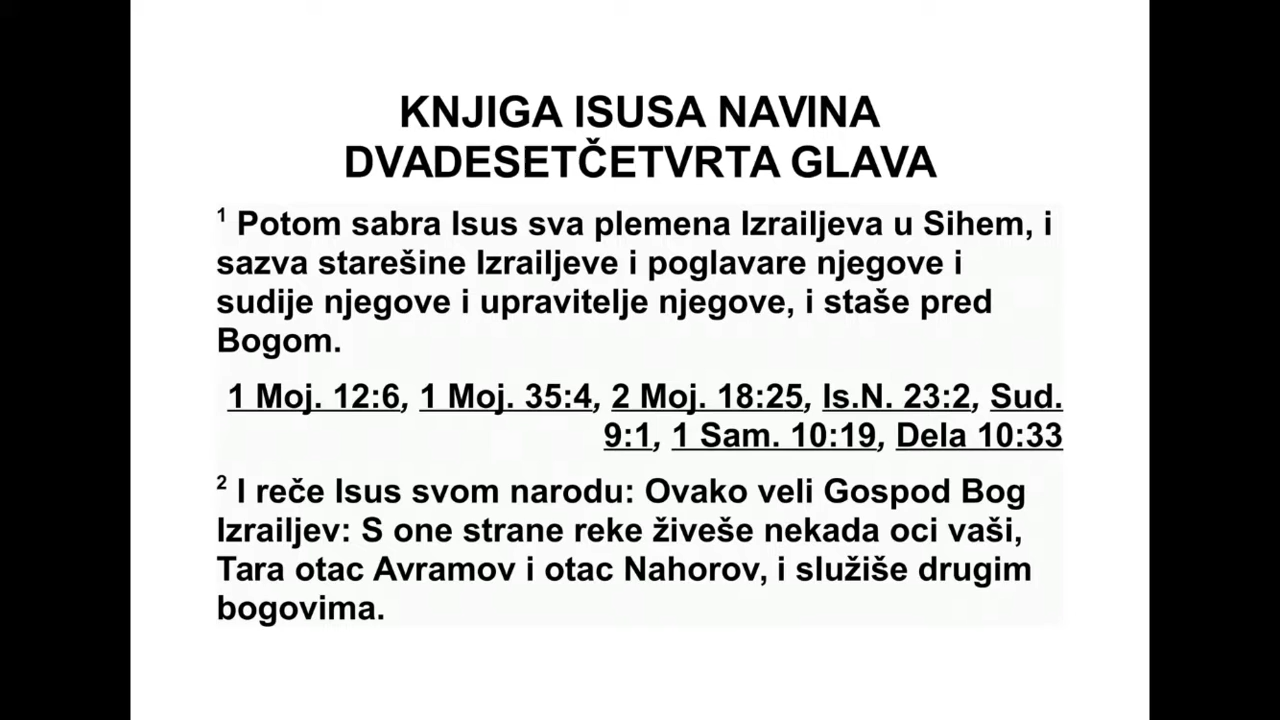 KNJIGA ISUSA NAVINA
DVADESETČETVRTA GLAVA
1 Potom sabra Isus sva plemena Izrailjeva u Sihem, i
sazva starešine Izrailjeve i poglavare njegove i
sudije njegove i upravitelje njegove, i staše pred
Bogom.
1 Moj. 12:6, 1 Moj. 35:4, 2 Moj. 18:25, Is.N. 23:2, Sud.
9:1, 1 Sam. 10:19, Dela 10:33
2 I reče Isus svom narodu: Ovako veli Gospod Bog
Izrailjev: S one strane reke živeše nekada oci vaši,
Tara otac Avramov i otac Nahorov, i služiše drugim
bogovima.